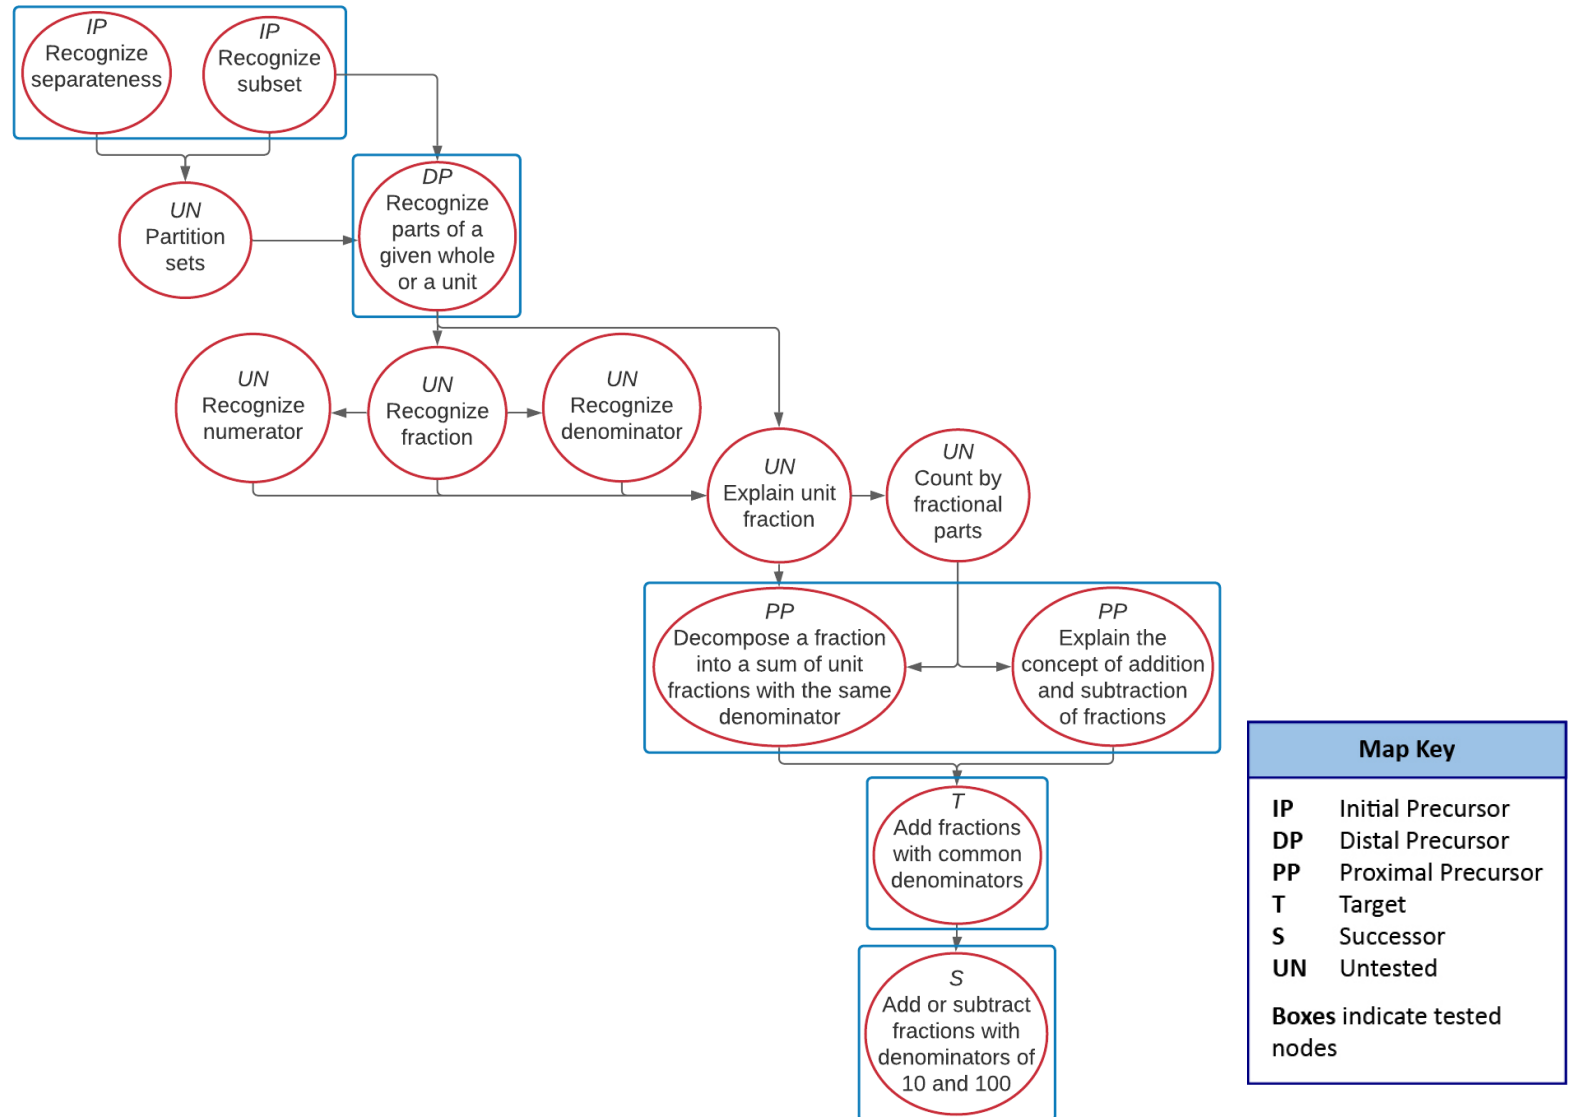 IP
Recognize
separateness
IP
Recognize
subset
UN
Partition
sets
DP
Recognize
parts of a
given whole
or a unit
UN
Recognize
numerator
UN
Recognize
fraction
UN
Recognize
denominator
UN
Explain unit
fraction
UN
Count by
fractional
parts
PP
Decompose a fraction
into a sum of unit
fractions with the same
denominator
PP
Explain the
concept of addition
and subtraction
of fractions
T
Add fractions
with common
denominators
S
Add or subtract
fractions with
denominators of
10 and 100
Map Key
IP Initial Precursor
DP Distal Precursor
PP Proximal Precursor
T Target
S Successor
UN Untested
Boxes indicate tested
nodes